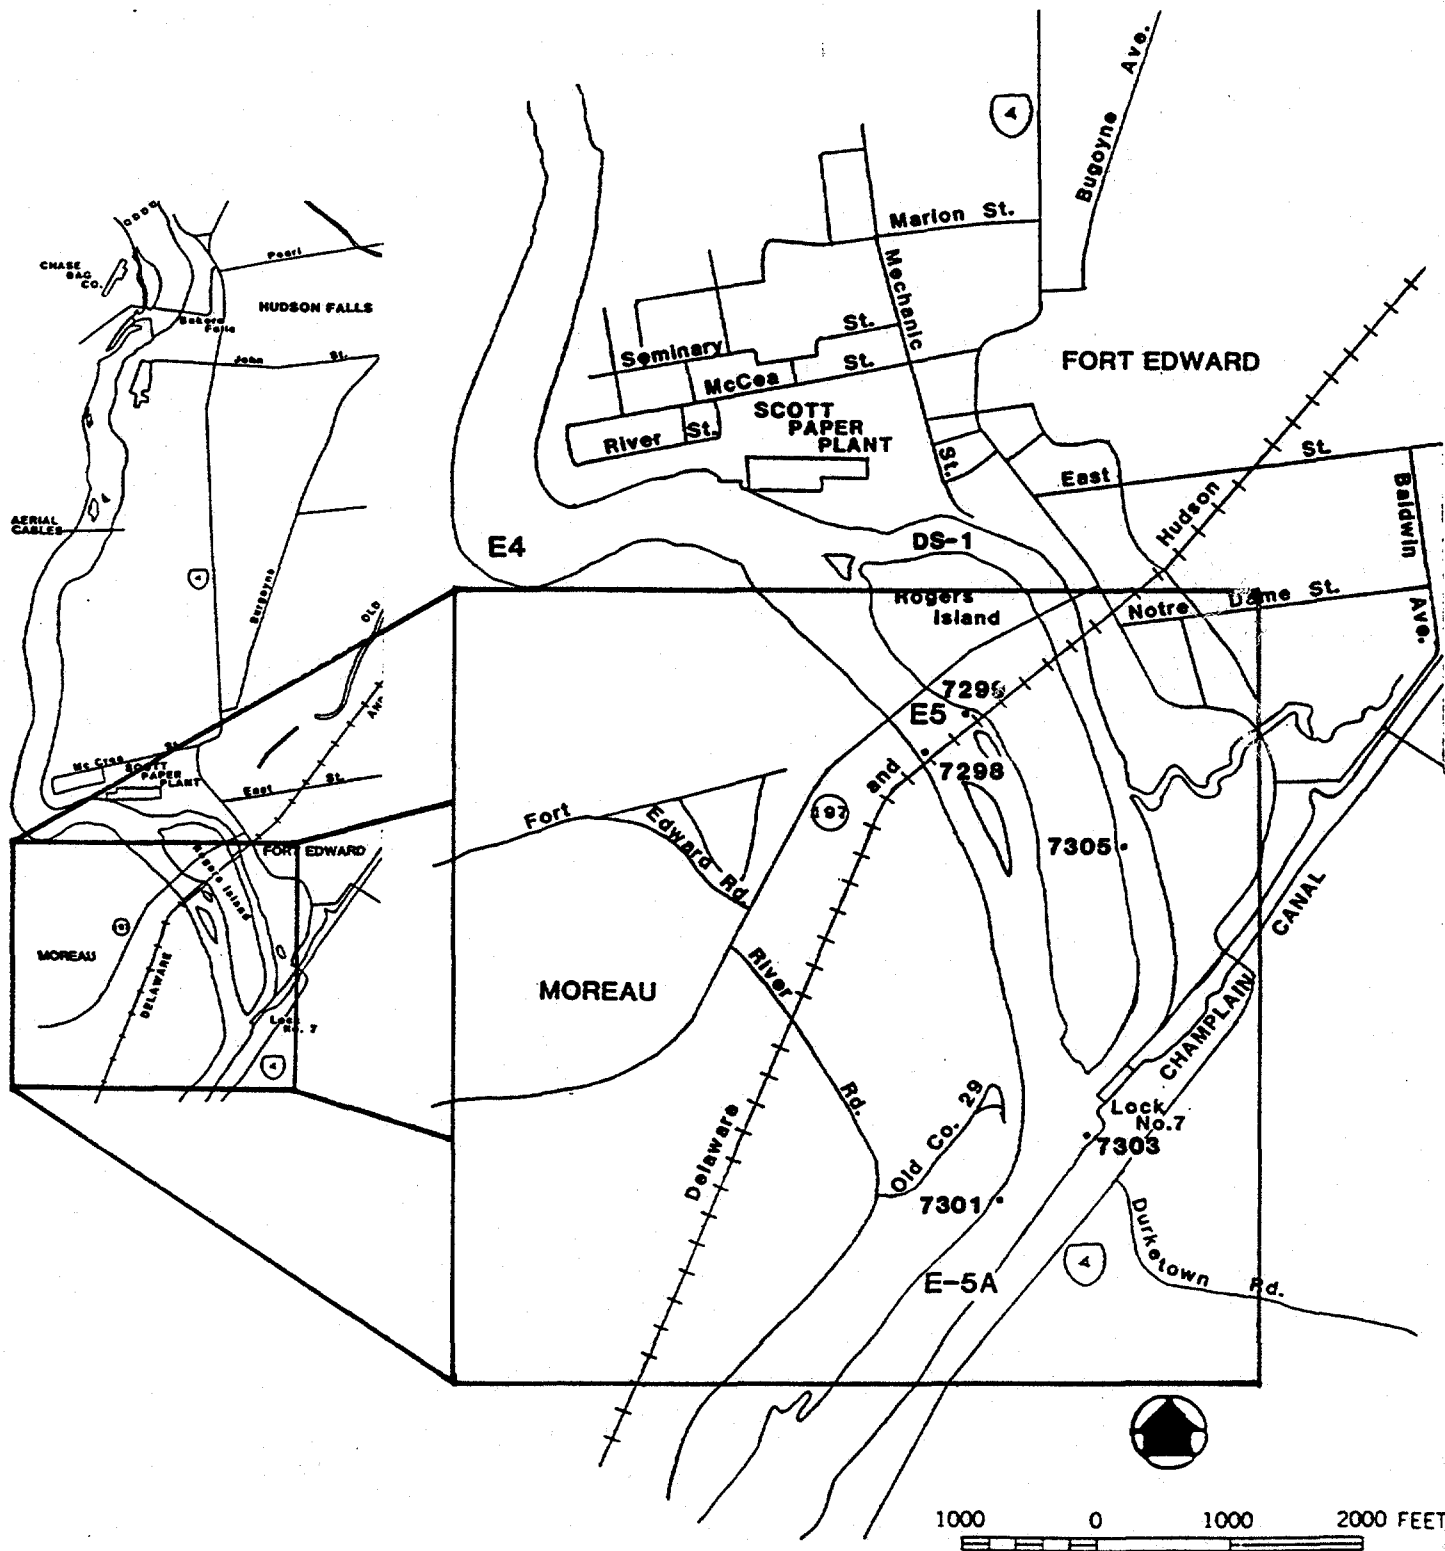 Bugoyne Ave.
4
Marion St.
Mechanic St.
Seminary St.
McCea St.
River St.
SCOTT
PAPER
PLANT
FORT EDWARD
East St.
Hudson
Baldwin Ave.
Notre Dame St.
E4
DS-1
Rogers
Island
E5
7298
and
197
Fort Edward Rd.
7305
River Rd.
MOREAU
CANAL
CHAMPLAIN
Lock
No.7
7303
Old Co. 29
7301
Delaware
E-5A
4
Durketown Rd.
1000 0 1000 2000 FEET
CHASE
BAG
CO.
Pearl
HUDSON FALLS
Bakers
Falls
John St.
AERIAL
CABLES
4
Burgoyne
OLD
Mc Crea St.
SCOTT
PAPER
PLANT
East St.
FORT EDWARD
Rogers Island
MOREAU
DELAWARE
Lock
No. 7
4